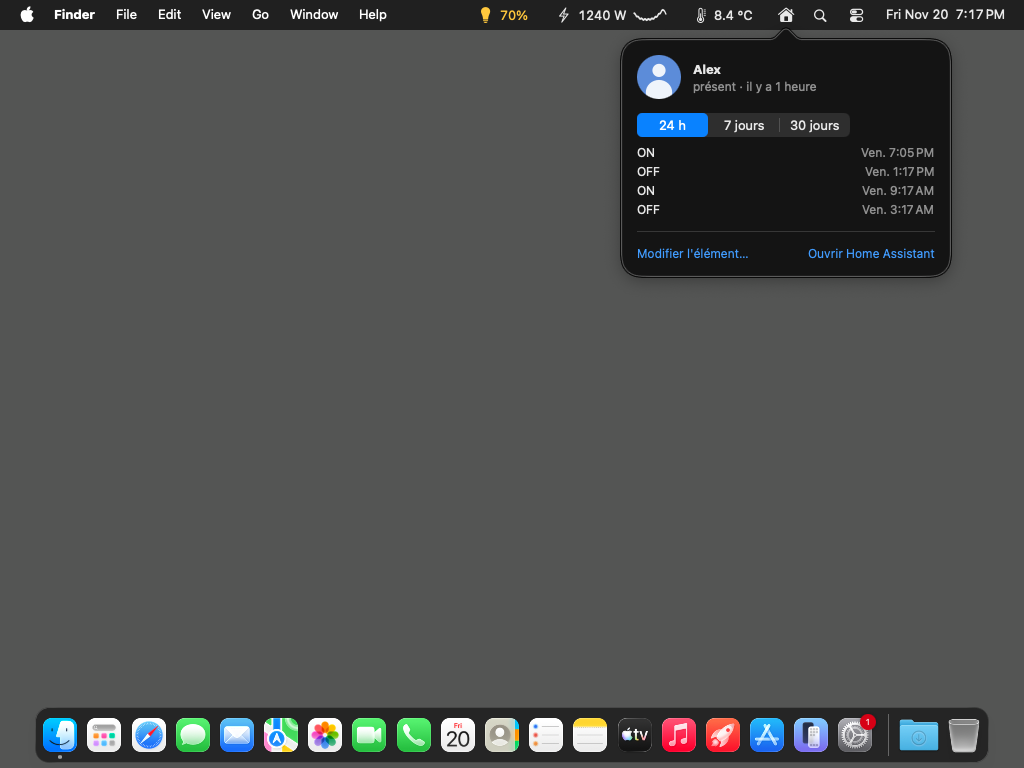 Finder File Edit View Go Window Help 70% 1240 W 8.4 °C Fri Nov 20 7:17 PM
Alex
présent · il y a 1 heure
24 h 7 jours 30 jours
ON Ven. 7:05 PM
OFF Ven. 1:17 PM
ON Ven. 9:17 AM
OFF Ven. 3:17 AM
Modifier l'élément... Ouvrir Home Assistant
Fri
20
tv
1